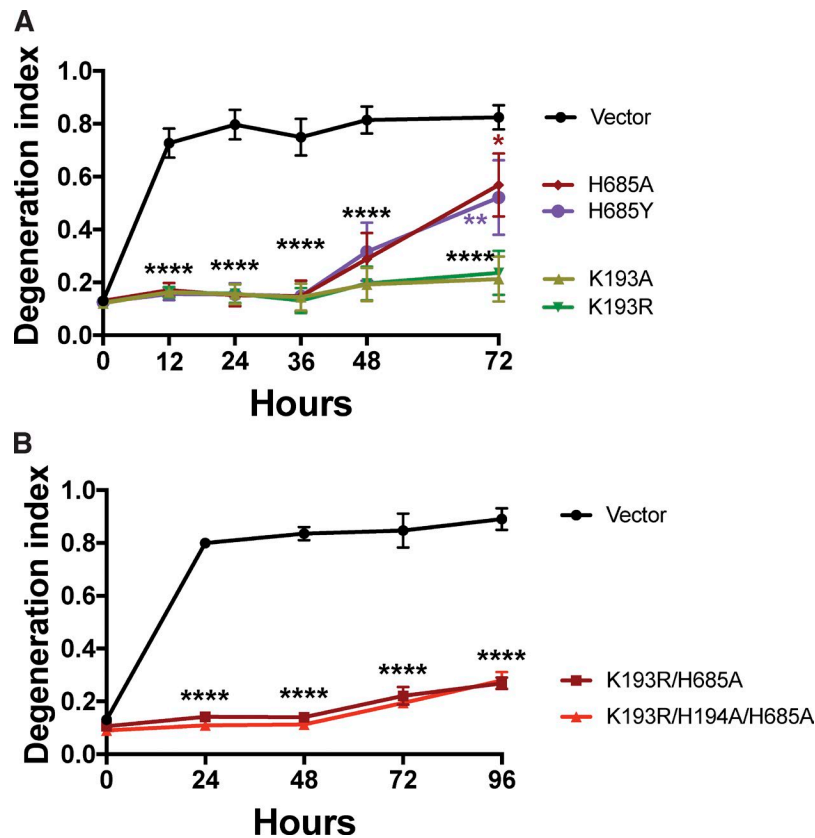 A
Degeneration index
1.0
0.8
0.6
0.4
0.2
0.0
0 12 24 36 48 72
Hours
****
****
****
****
****
*
**
Vector
H685A
H685Y
K193A
K193R
B
Degeneration index
1.0
0.8
0.6
0.4
0.2
0.0
0 24 48 72 96
Hours
****
****
****
****
Vector
K193R/H685A
K193R/H194A/H685A